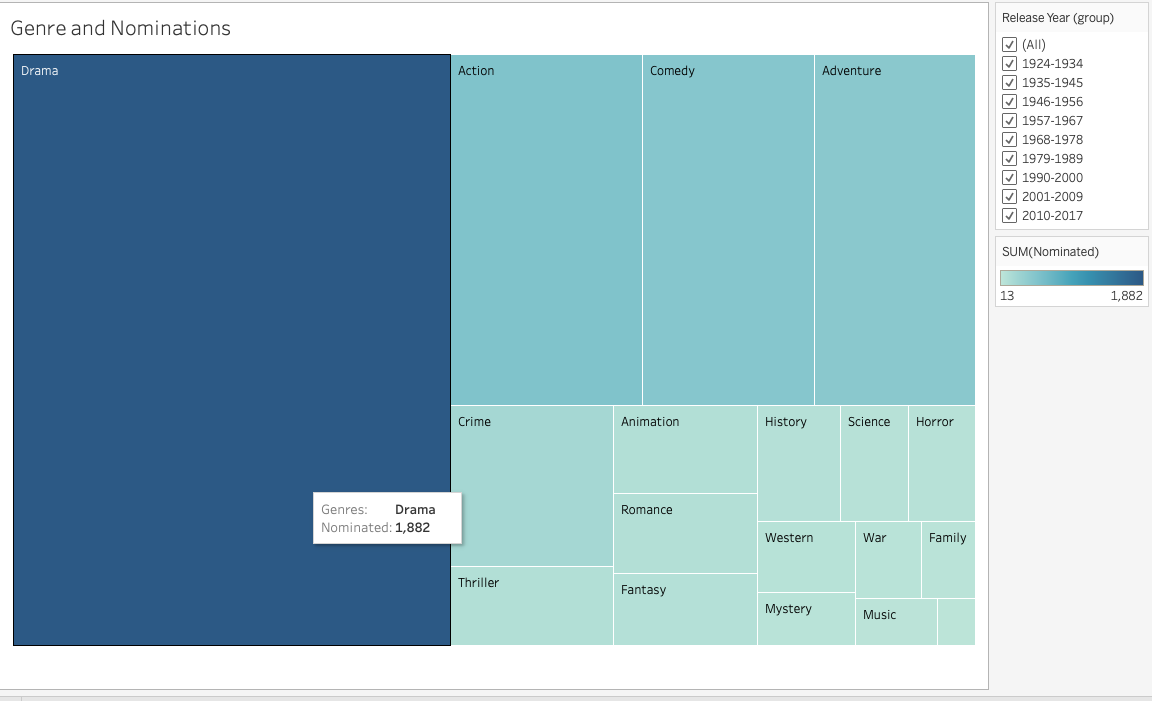 Genre and Nominations
Drama
Action
Comedy
Adventure
Crime
Animation
History
Science
Horror
Romance
Genres: Drama
Nominated: 1,882
Western
War
Family
Thriller
Fantasy
Mystery
Music
Release Year (group)
(All)
1924-1934
1935-1945
1946-1956
1957-1967
1968-1978
1979-1989
1990-2000
2001-2009
2010-2017
SUM(Nominated)
13 1,882